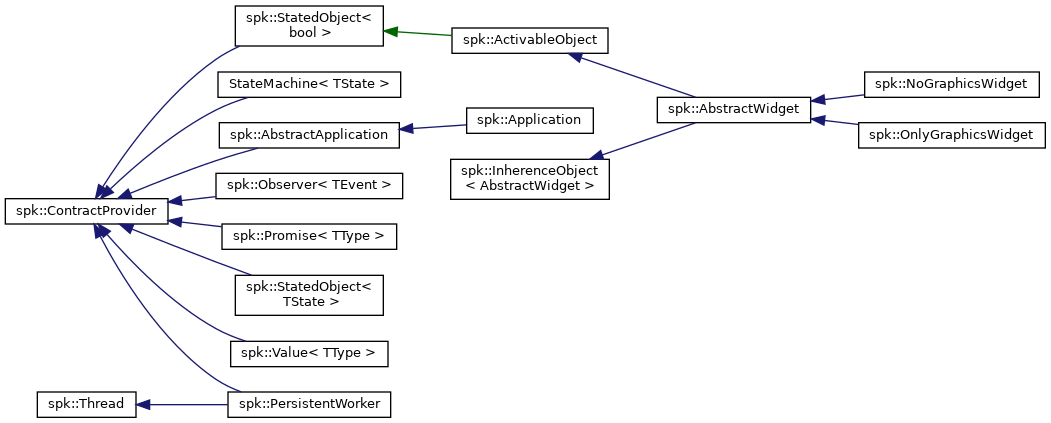 spk::StatedObject<
bool >
spk::ActivableObject
StateMachine< TState >
spk::NoGraphicsWidget
spk::AbstractWidget
spk::Application
spk::AbstractApplication
spk::OnlyGraphicsWidget
spk::InherenceObject
< AbstractWidget >
spk::Observer< TEvent >
spk::ContractProvider
spk::Promise< TType >
spk::StatedObject<
TState >
spk::Value< TType >
spk::Thread
spk::PersistentWorker